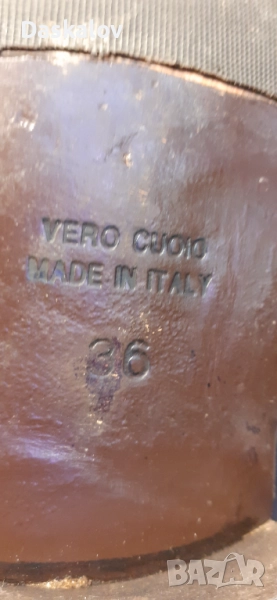 Daskalov
VERO CUOIO
MADE IN ITALY
36
BAZAR